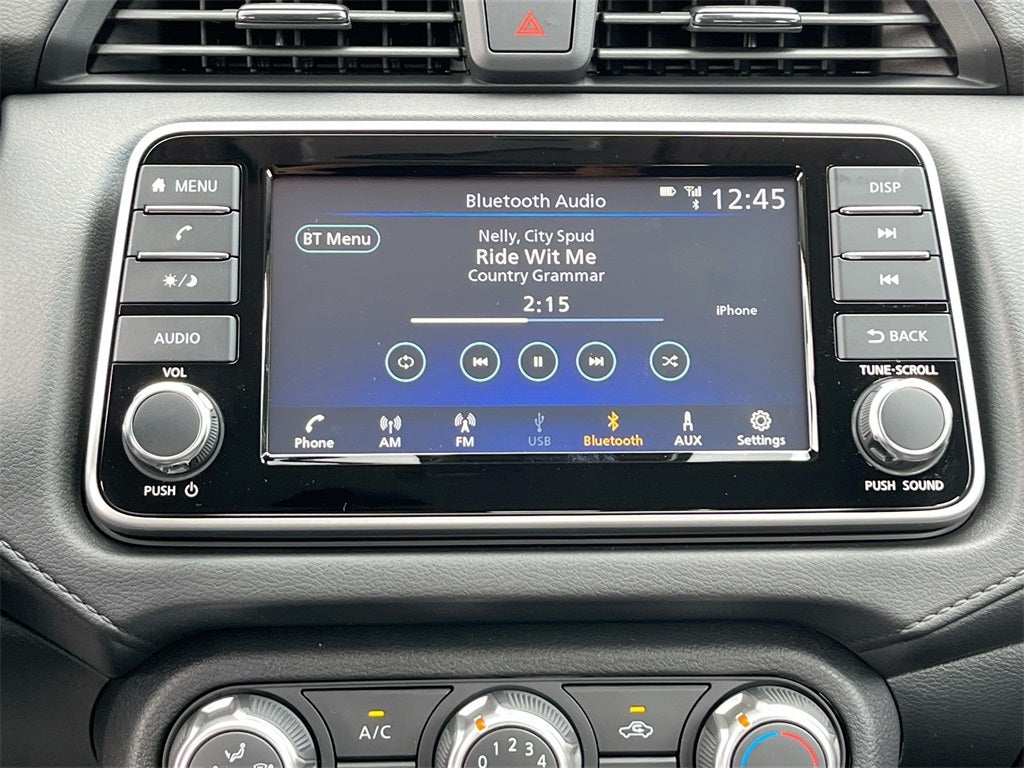 MENU
DISP
Bluetooth Audio
12:45
BT Menu
Nelly, City Spud
Ride Wit Me
Country Grammar
2:15
iPhone
AUDIO
BACK
VOL
TUNE·SCROLL
Phone
AM
FM
USB
Bluetooth
AUX
Settings
PUSH
PUSH SOUND
A/C
0 1 2 3 4